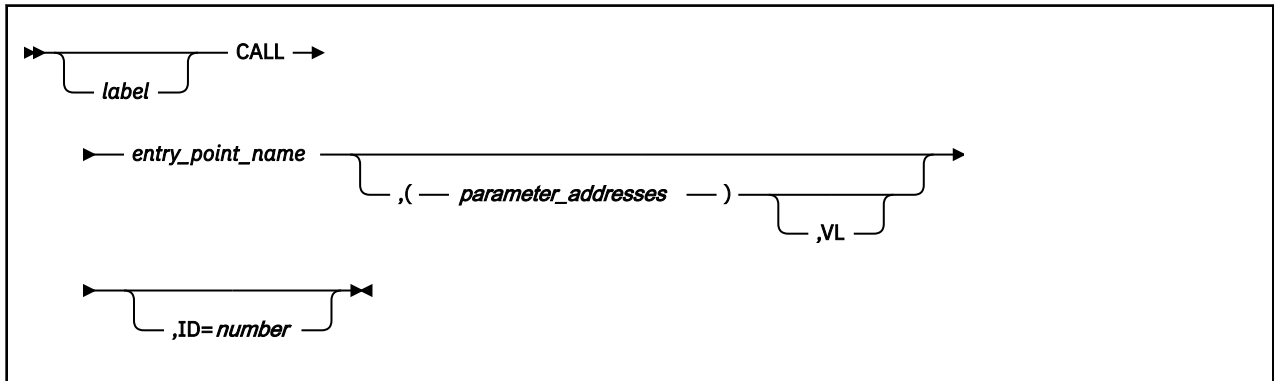 CALL
label
entry_point_name
,( parameter_addresses )
,VL
,ID=number